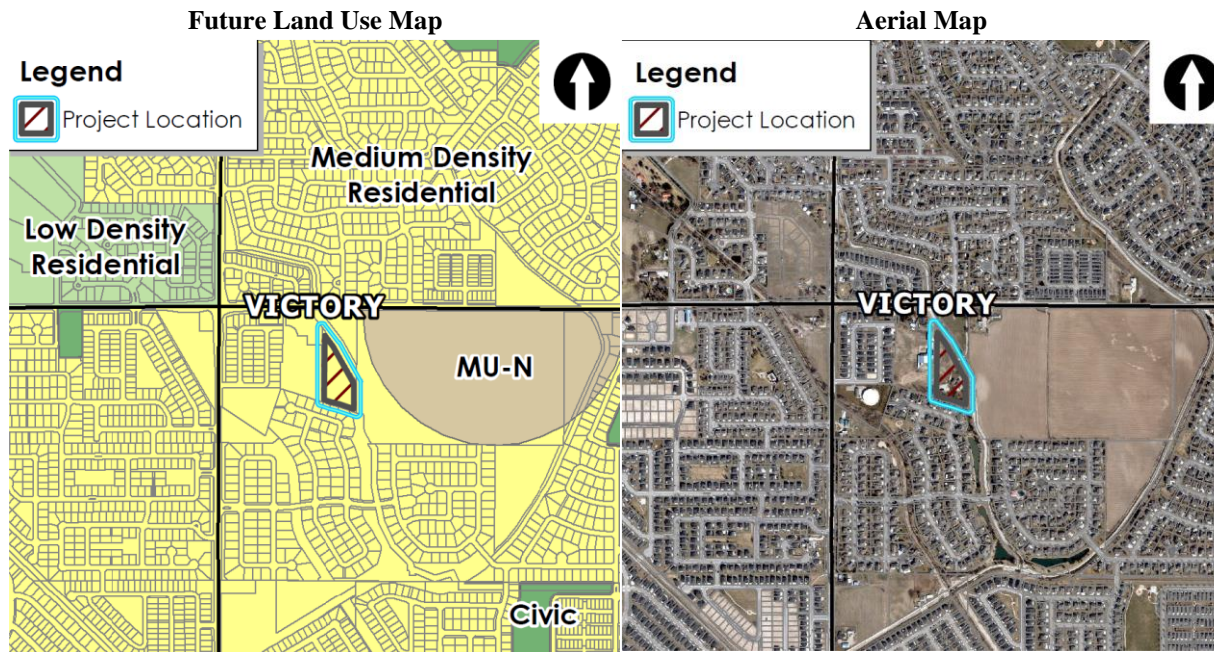 Future Land Use Map
Legend
Project Location
Medium Density
Residential
Low Density
Residential
VICTORY
MU-N
Civic
Aerial Map
Legend
Project Location
VICTORY